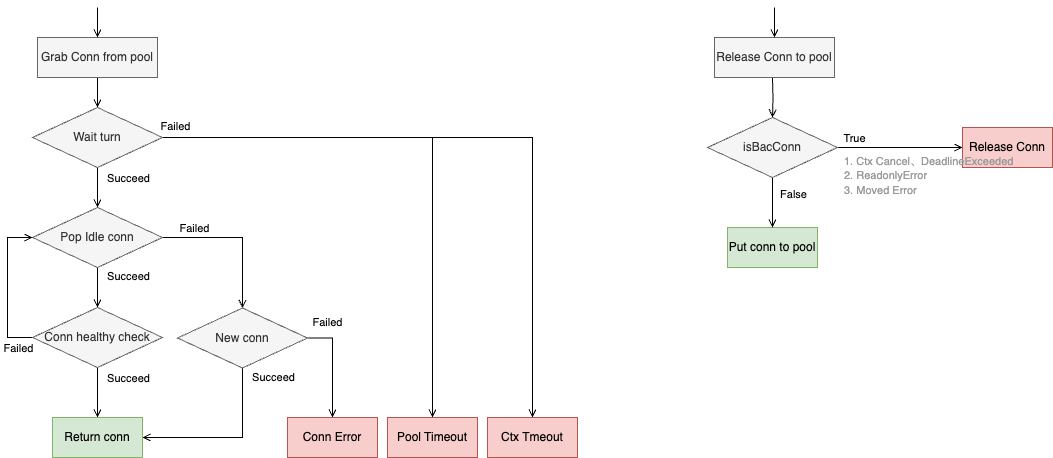 Grab Conn from pool
Wait turn
Failed
Succeed
Pop Idle conn
Failed
Succeed
Conn healthy check
Failed
Succeed
New conn
Failed
Succeed
Return conn
Conn Error
Pool Timeout
Ctx Tmeout
Release Conn to pool
isBacConn
True
Release Conn
1. Ctx Cancel、DeadlineExceeded
2. ReadonlyError
3. Moved Error
False
Put conn to pool